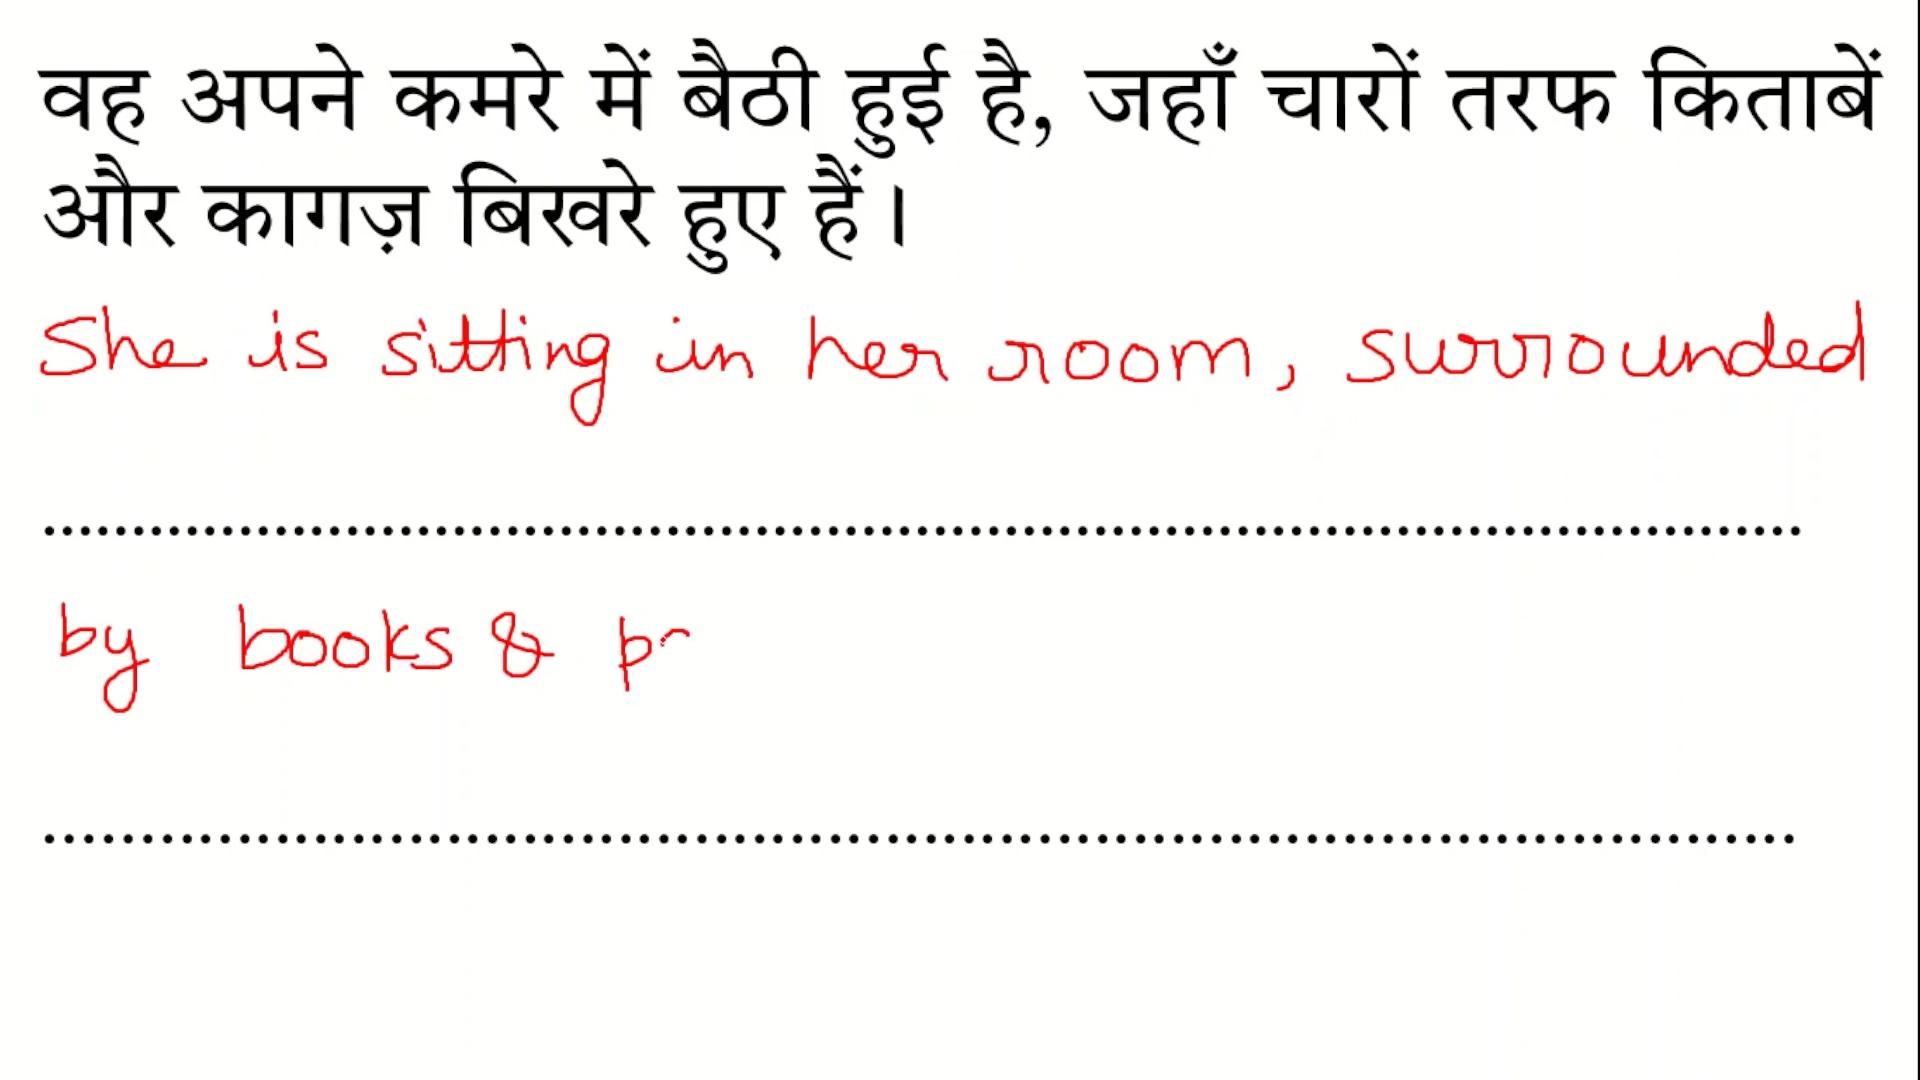 वह अपने कमरे में बैठी हुई है, जहाँ चारों तरफ किताबें
और कागज़ बिखरे हुए हैं।
She is sitting in her room, surrounded
by books & p